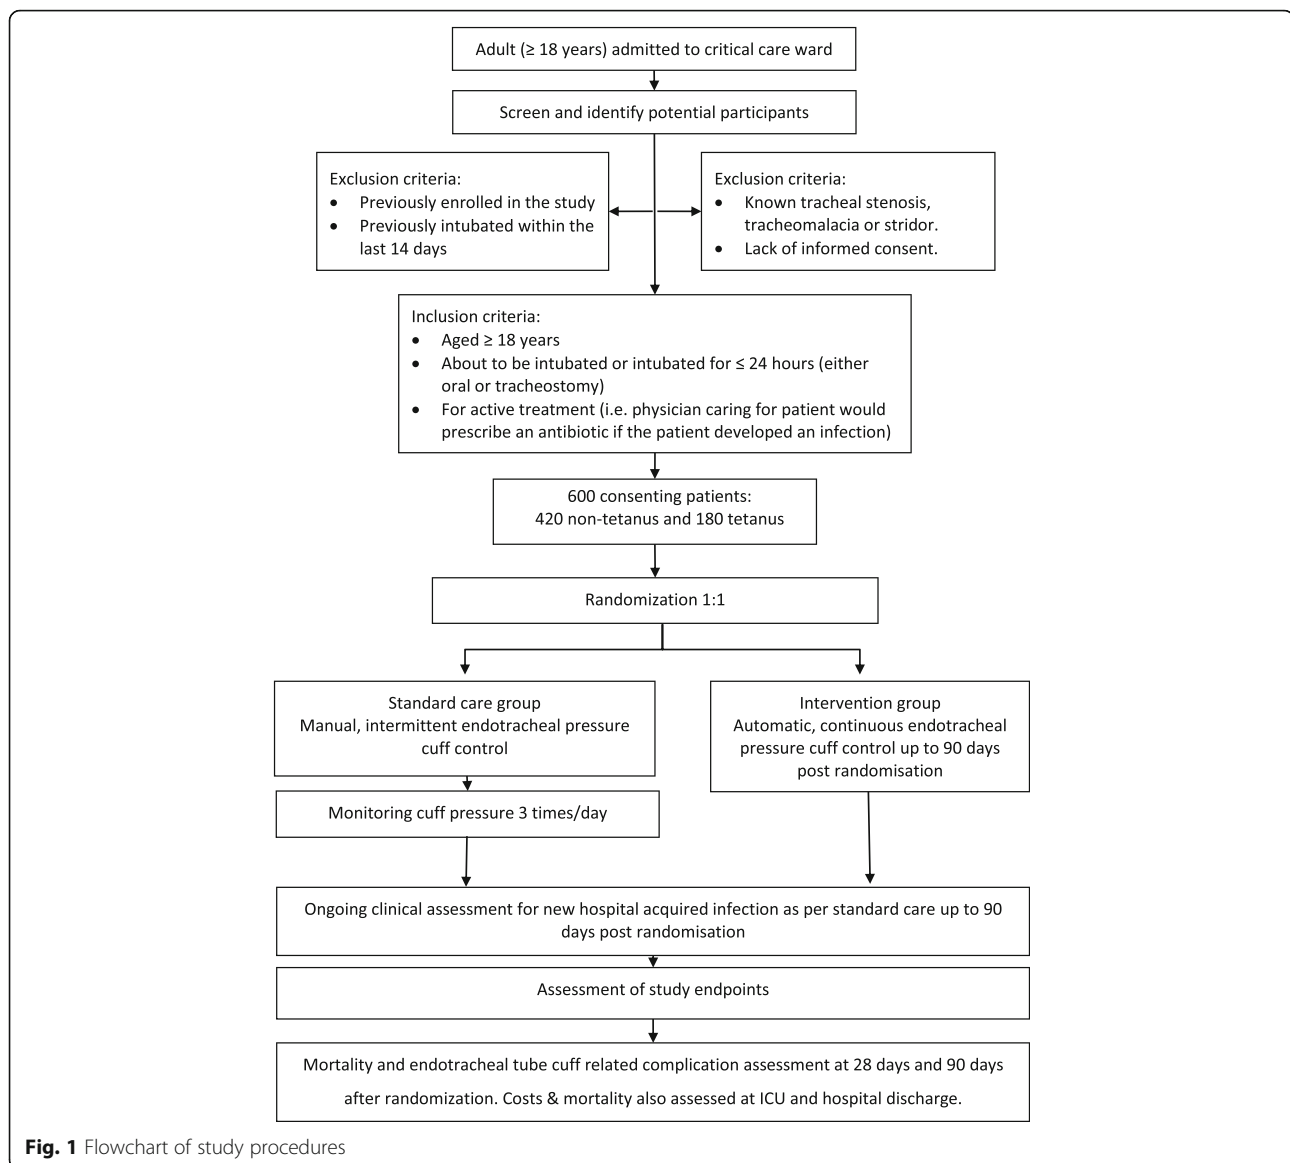 Adult (≥ 18 years) admitted to critical care ward
Screen and identify potential participants
Exclusion criteria:
• Previously enrolled in the study
• Previously intubated within the
last 14 days
Exclusion criteria:
• Known tracheal stenosis,
tracheomalacia or stridor.
• Lack of informed consent.
Inclusion criteria:
• Aged ≥ 18 years
• About to be intubated or intubated for ≤ 24 hours (either
oral or tracheostomy)
• For active treatment (i.e. physician caring for patient would
prescribe an antibiotic if the patient developed an infection)
600 consenting patients:
420 non-tetanus and 180 tetanus
Randomization 1:1
Standard care group
Manual, intermittent endotracheal pressure
cuff control
Intervention group
Automatic, continuous endotracheal
pressure cuff control up to 90 days
post randomisation
Monitoring cuff pressure 3 times/day
Ongoing clinical assessment for new hospital acquired infection as per standard care up to 90
days post randomisation
Assessment of study endpoints
Mortality and endotracheal tube cuff related complication assessment at 28 days and 90 days
after randomization. Costs & mortality also assessed at ICU and hospital discharge.
Fig. 1 Flowchart of study procedures